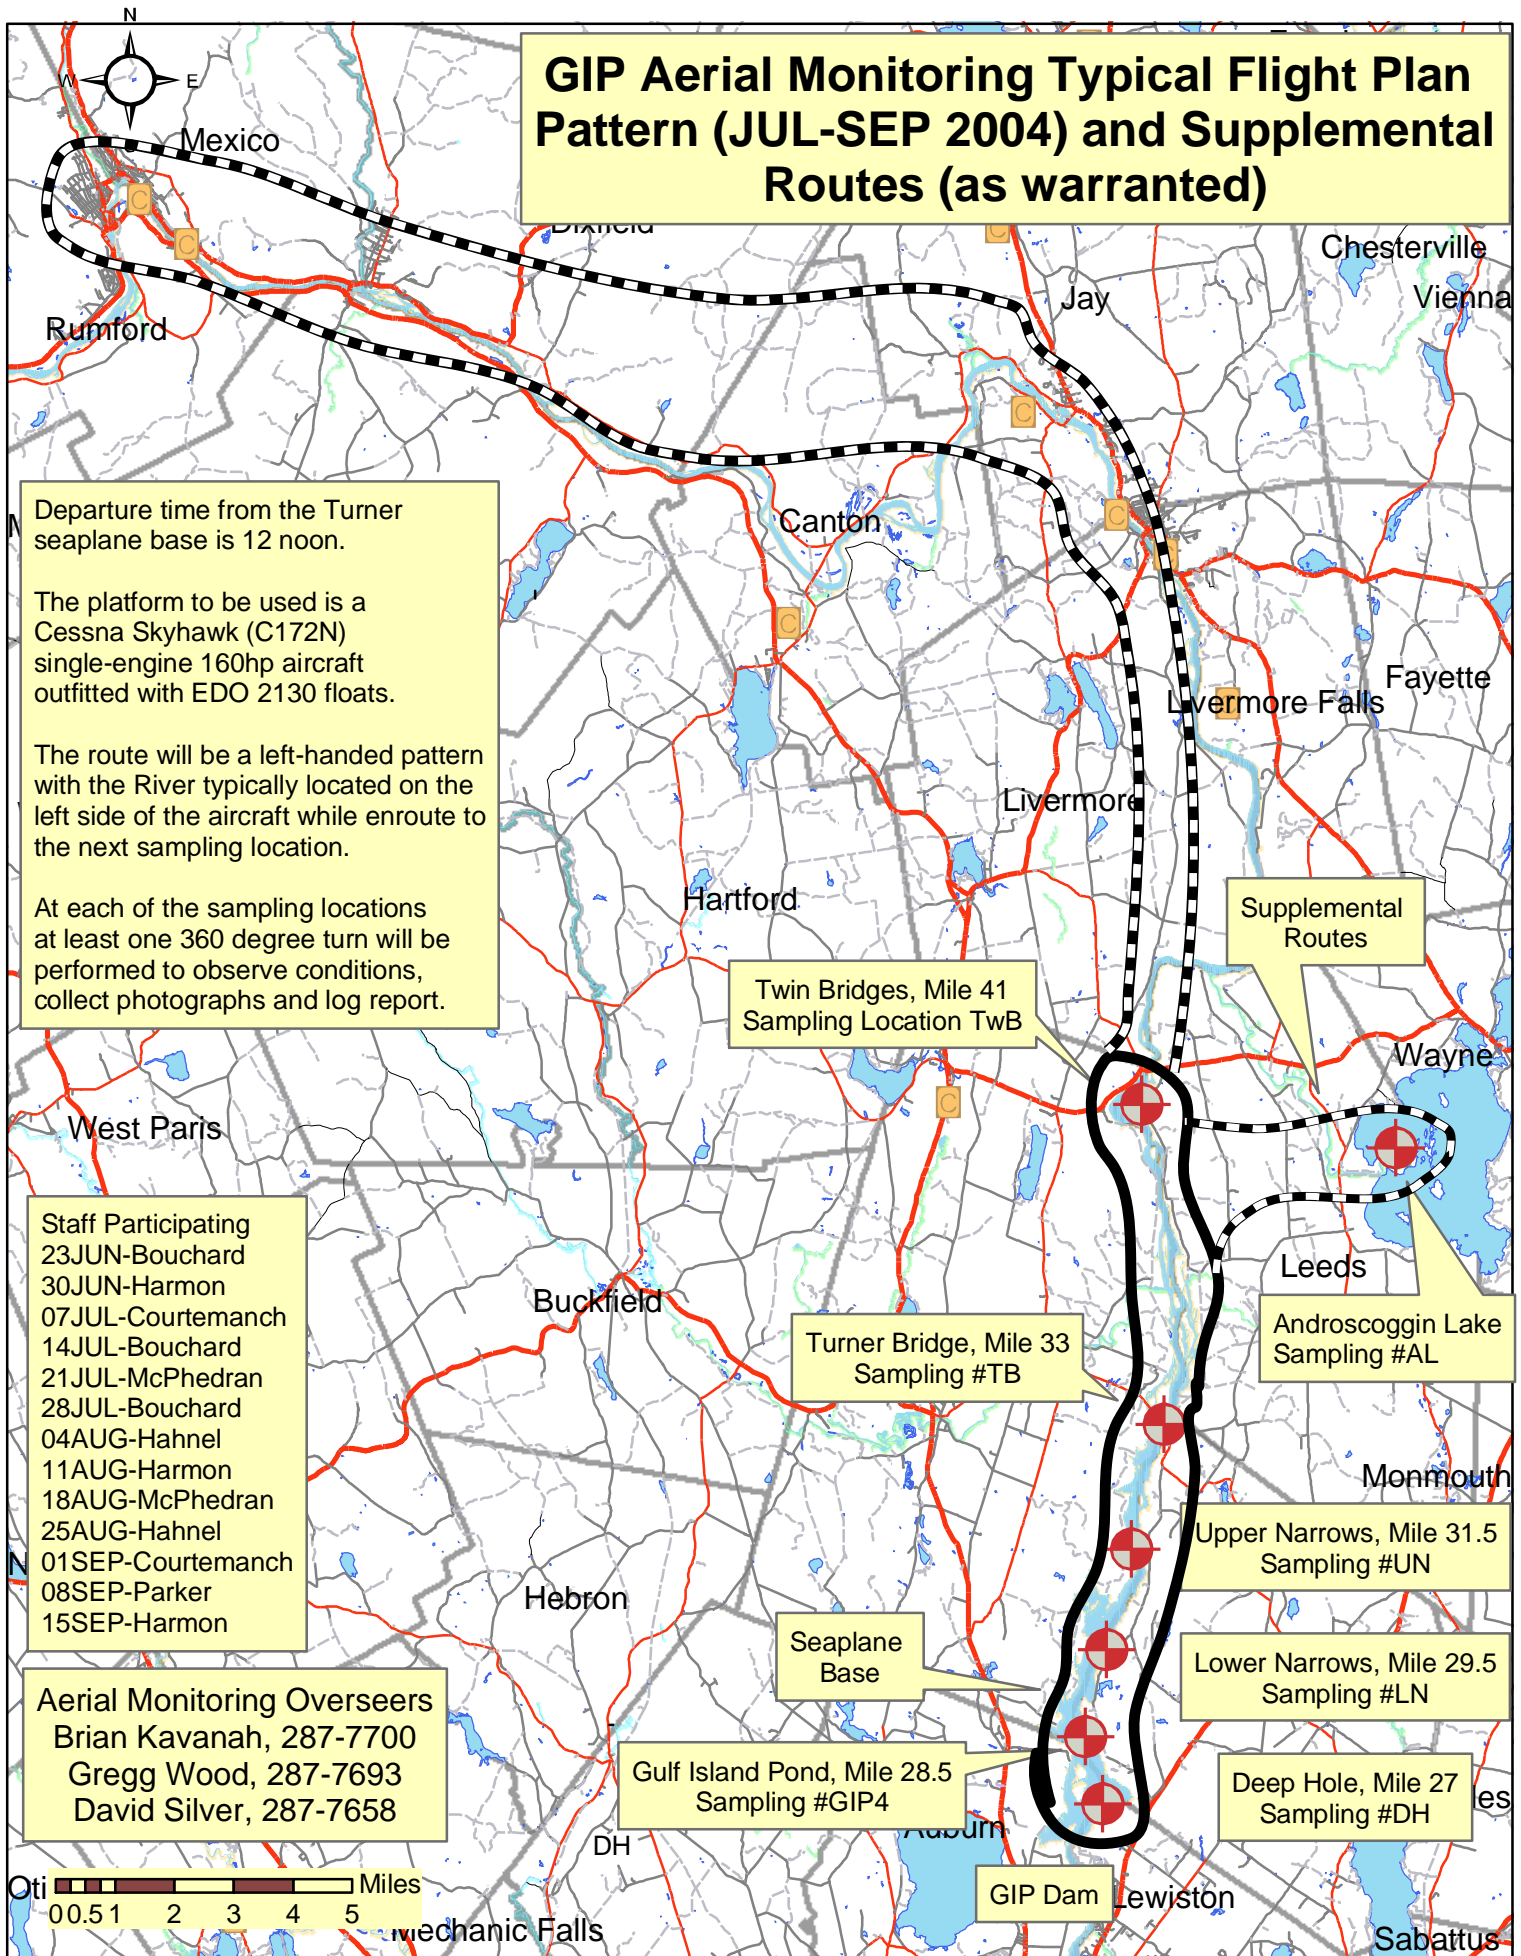 N
W
E
GIP Aerial Monitoring Typical Flight Plan
Pattern (JUL-SEP 2004) and Supplemental
Routes (as warranted)
Mexico
C
C
Dixfield
C
Chesterville
Vienna
Jay
Rumford
C
C
C
Canton
C
Departure time from the Turner
seaplane base is 12 noon.
The platform to be used is a
Cessna Skyhawk (C172N)
single-engine 160hp aircraft
outfitted with EDO 2130 floats.
The route will be a left-handed pattern
with the River typically located on the
left side of the aircraft while enroute to
the next sampling location.
At each of the sampling locations
at least one 360 degree turn will be
performed to observe conditions,
collect photographs and log report.
Fayette
C
Livermore Falls
Livermore
Hartford
Supplemental
Routes
Twin Bridges, Mile 41
Sampling Location TwB
Wayne
C
West Paris
Staff Participating
23JUN-Bouchard
30JUN-Harmon
07JUL-Courtemanch
14JUL-Bouchard
21JUL-McPhedran
28JUL-Bouchard
04AUG-Hahnel
11AUG-Harmon
18AUG-McPhedran
25AUG-Hahnel
01SEP-Courtemanch
08SEP-Parker
15SEP-Harmon
Leeds
Buckfield
Androscoggin Lake
Sampling #AL
Turner Bridge, Mile 33
Sampling #TB
Monmouth
Upper Narrows, Mile 31.5
Sampling #UN
Hebron
Seaplane
Base
Lower Narrows, Mile 29.5
Sampling #LN
Aerial Monitoring Overseers
Brian Kavanah, 287-7700
Gregg Wood, 287-7693
David Silver, 287-7658
Gulf Island Pond, Mile 28.5
Sampling #GIP4
Deep Hole, Mile 27
Sampling #DH
les
Auburn
DH
GIP Dam
Lewiston
Oti
Miles
0 0.5 1 2 3 4 5
Mechanic Falls
Sabattus